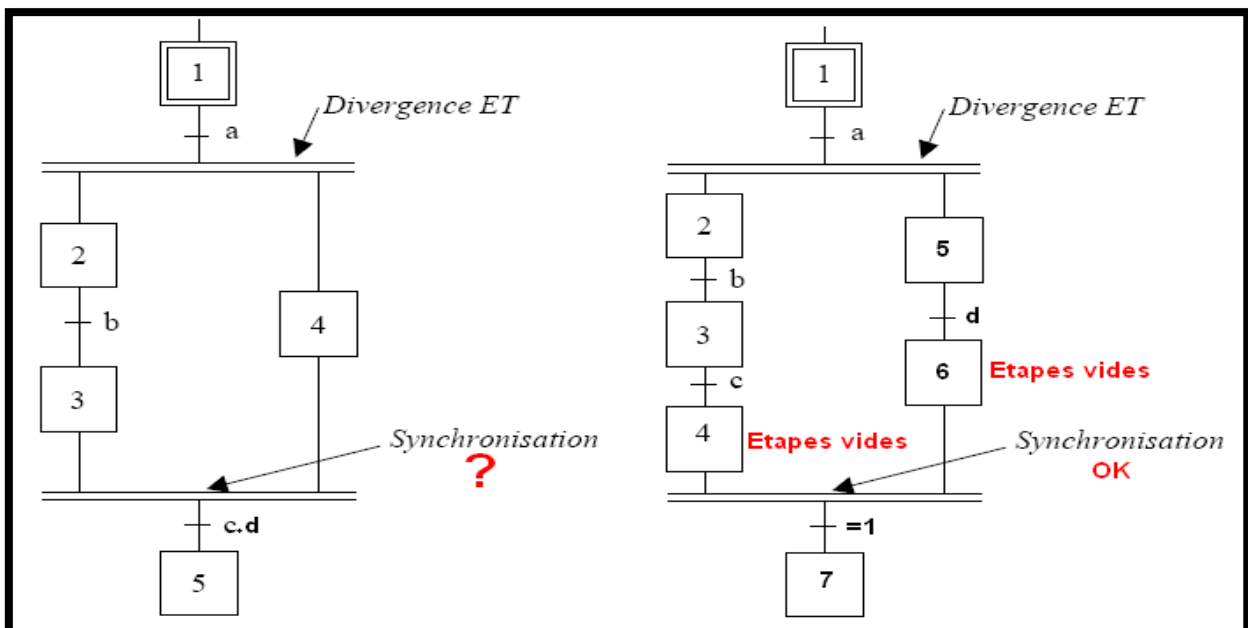 1
Divergence ET
a
2
4
b
3
Synchronisation
?
c.d
5
1
Divergence ET
a
2
5
b
d
3
6
Etapes vides
c
4
Etapes vides
Synchronisation
OK
=1
7